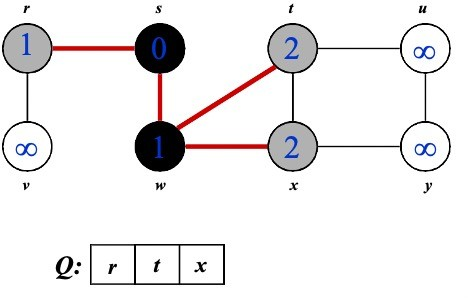 r s t u
1 0 2 ∞
∞ 1 2 ∞
v w x y
Q: r t x